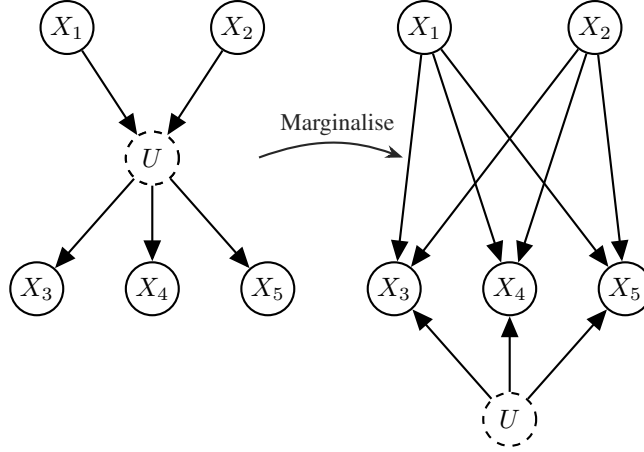 X₁
X₂
X₁
X₂
Marginalise
U
X₃
X₄
X₅
X₃
X₄
X₅
U